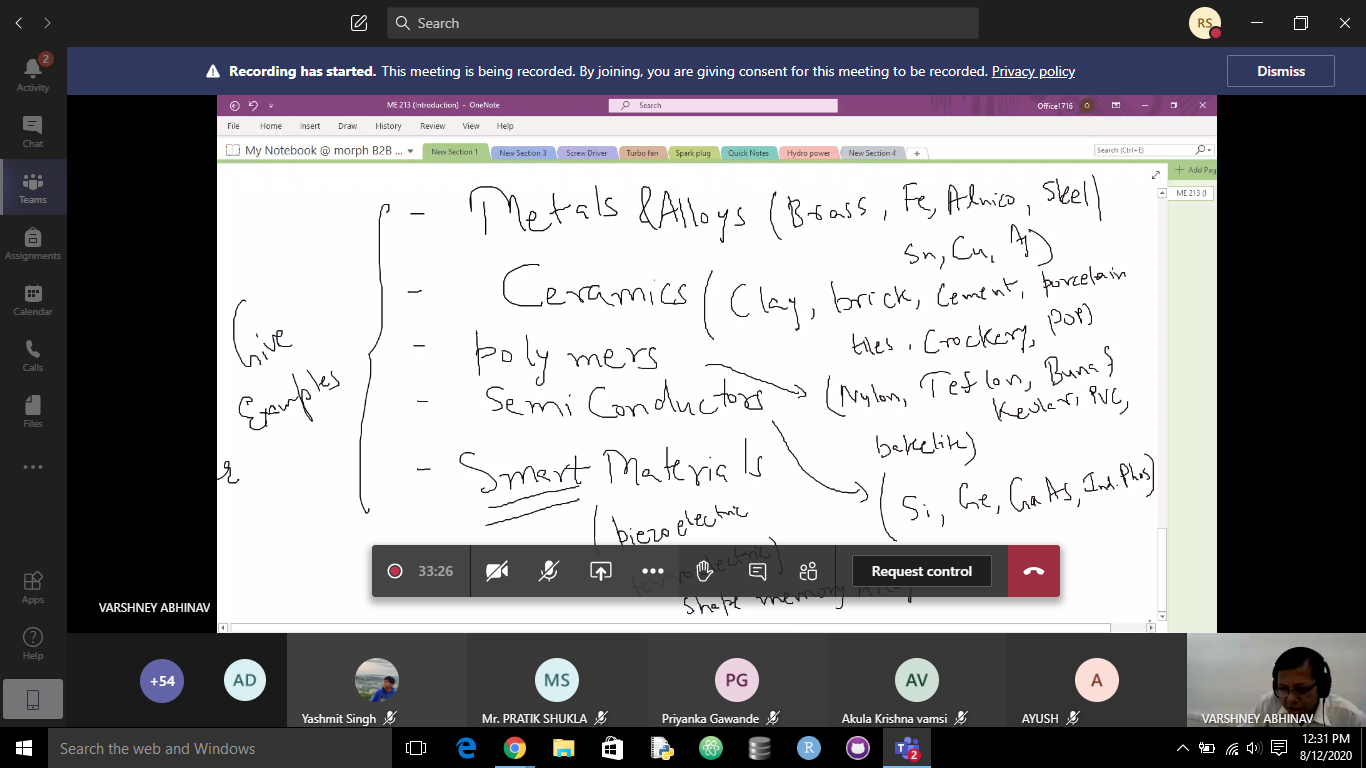 Search
RS
2
Activity
Chat
Teams
Assignments
Calendar
Calls
Files
Apps
Help
Recording has started. This meeting is being recorded. By joining, you are giving consent for this meeting to be recorded. Privacy policy
Dismiss
ME 213 (Introduction) - OneNote
Search
Office1716
O
File Home Insert Draw History Review View Help
My Notebook @ morph B2B ...
New Section 1 New Section 3 Screw Driver Turbo fan Spark plug Quick Notes Hydro power New Section 4 +
Search (Ctrl+E)
+ Add Pag
ME 213 (I
Give
Examples
- Metals & Alloys (Brass, Fe, Alnico, Steel
Sn, Cu, Ag)
- Ceramics (Clay, brick, Cement, porcelain
tiles, Crockery, POP)
- polymers
(Nylon, Teflon, Buna
Kevlar, PVC,
bakelite)
- Semi Conductors
(Si, Ge, GaAs, Ind. Phos)
- Smart Materials
(piezoelectric
ferroelectric)
shape memory Alloy
33:26
Request control
VARSHNEY ABHINAV
+54
AD
Yashmit Singh
MS
Mr. PRATIK SHUKLA
PG
Priyanka Gawande
AV
Akula Krishna vamsi
A
AYUSH
VARSHNEY ABHINAV
Search the web and Windows
R
2
12:31 PM
8/12/2020